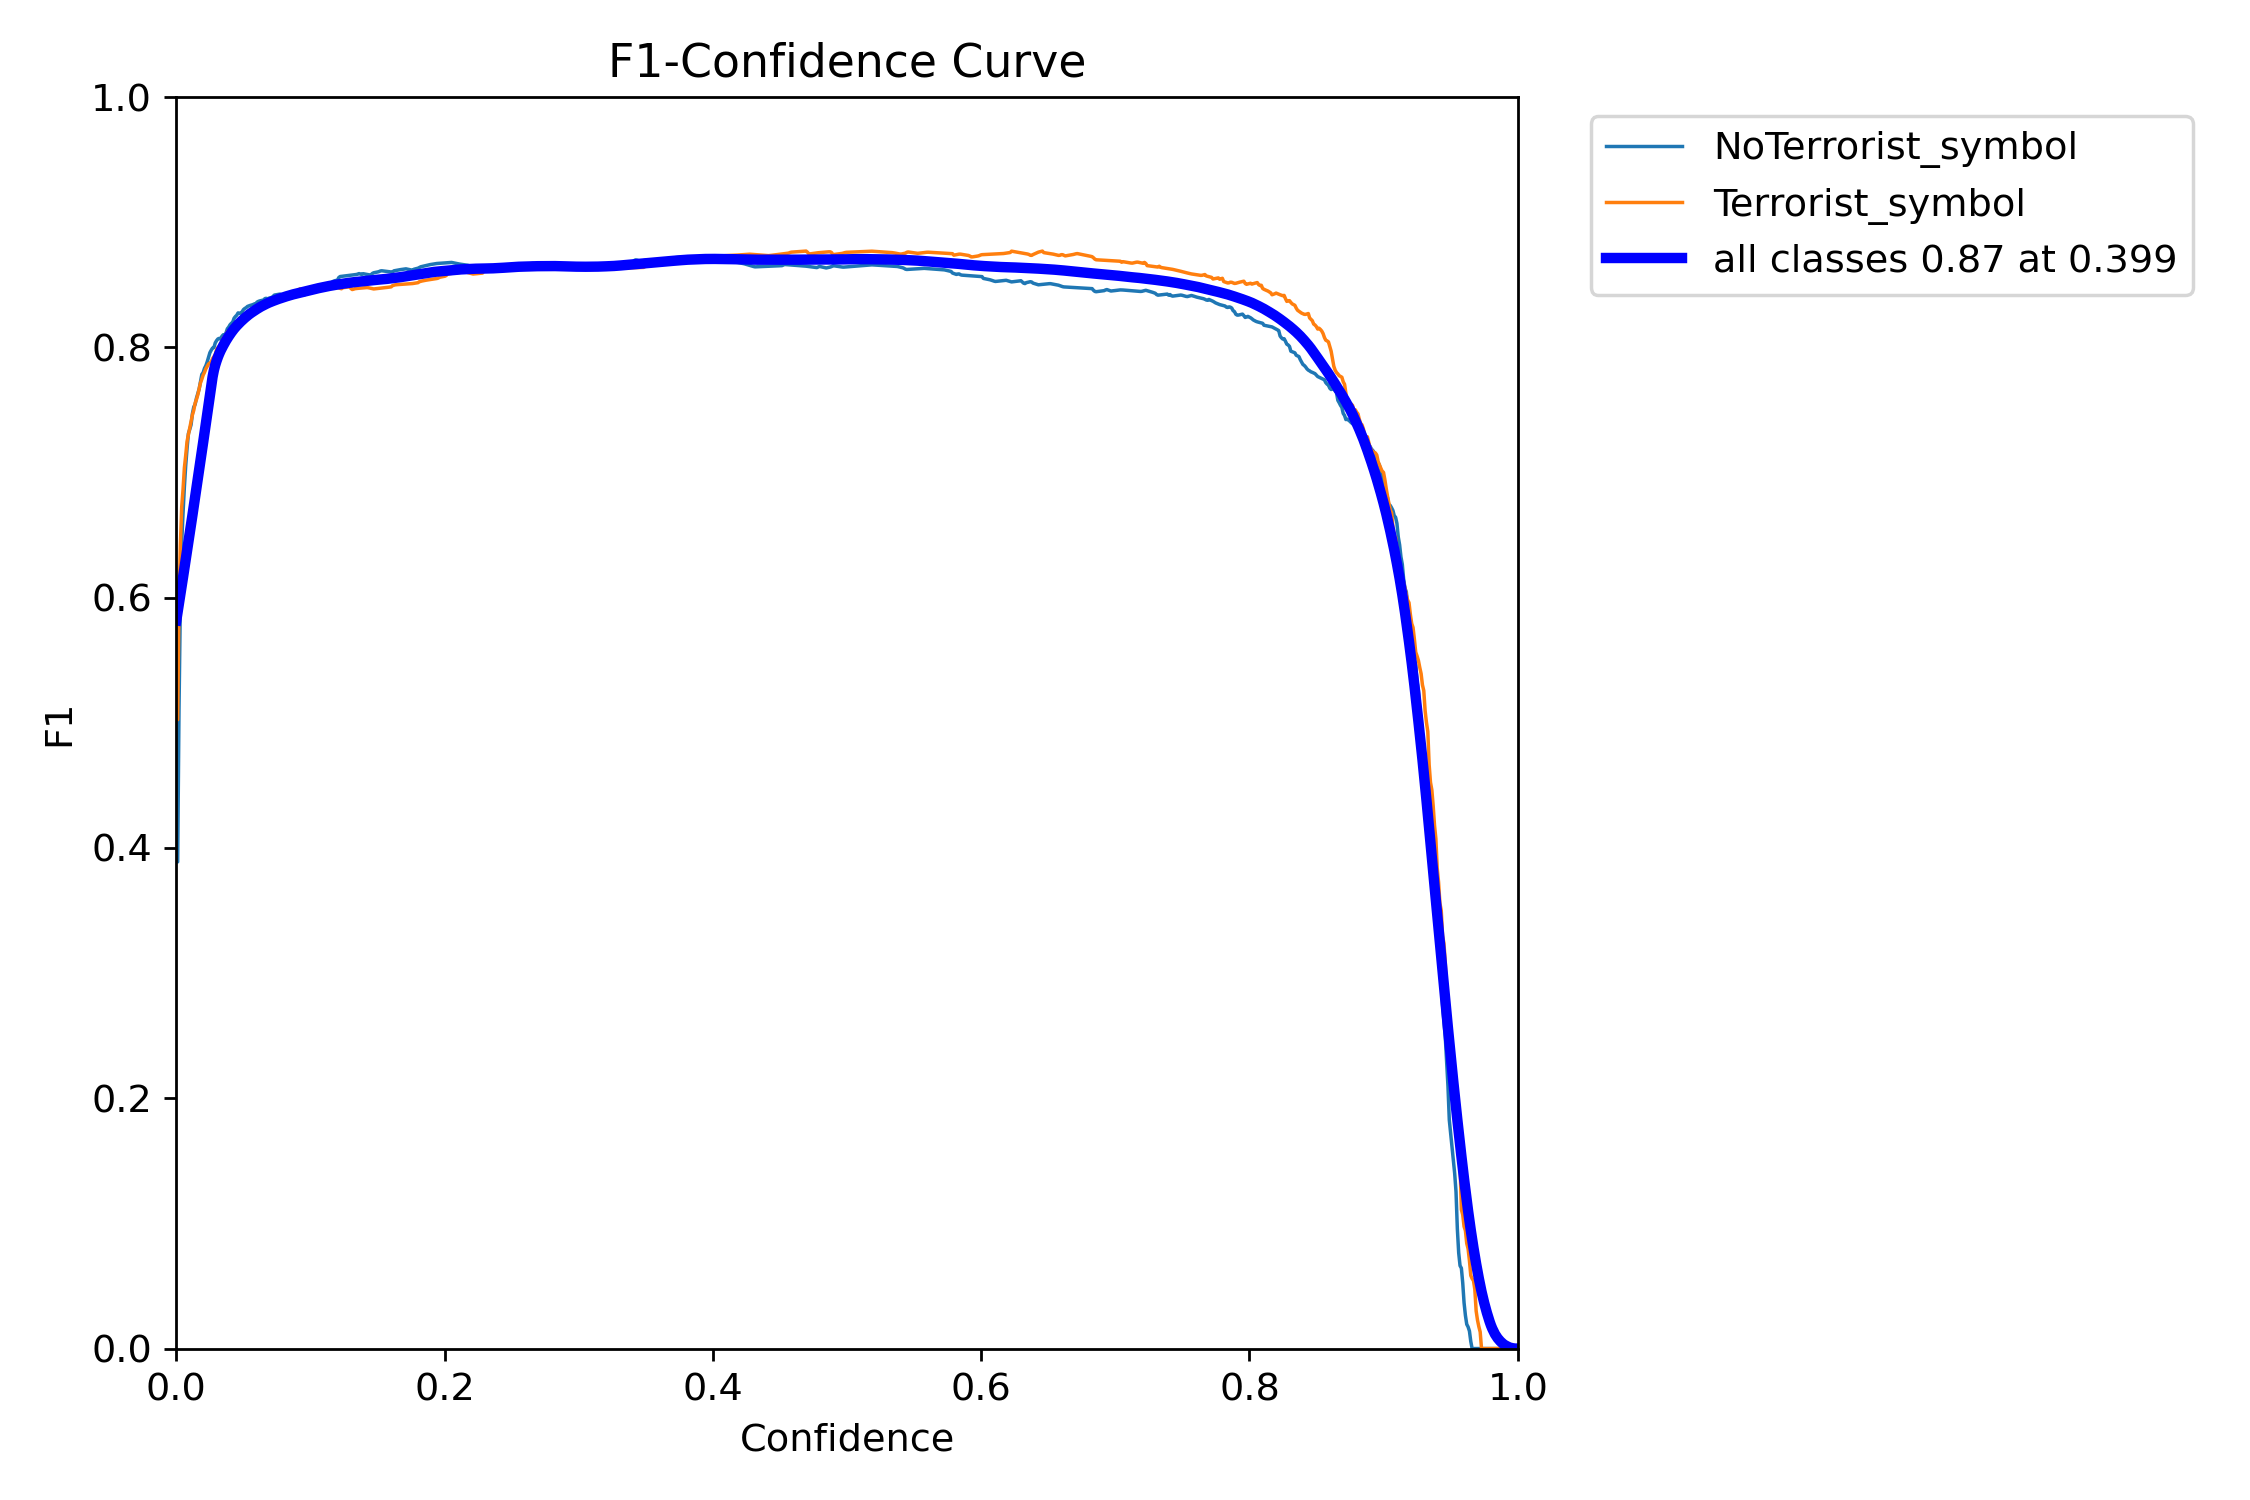 F1-Confidence Curve
NoTerrorist_symbol
Terrorist_symbol
all classes 0.87 at 0.399
F1
1.0
0.8
0.6
0.4
0.2
0.0
0.0 0.2 0.4 0.6 0.8 1.0
Confidence